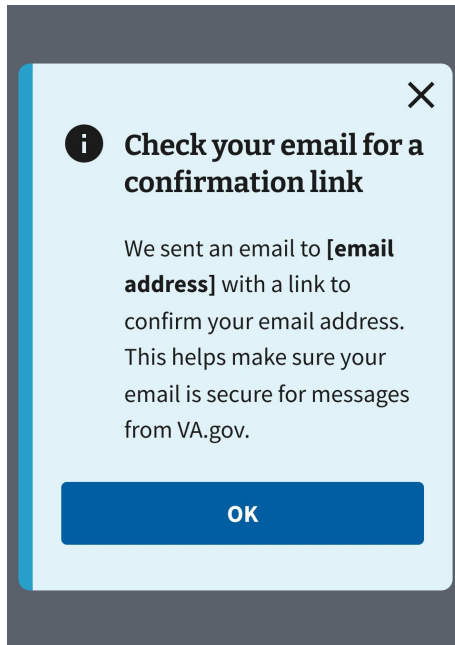 Check your email for a
confirmation link
We sent an email to [email
address] with a link to
confirm your email address.
This helps make sure your
email is secure for messages
from VA.gov.
OK